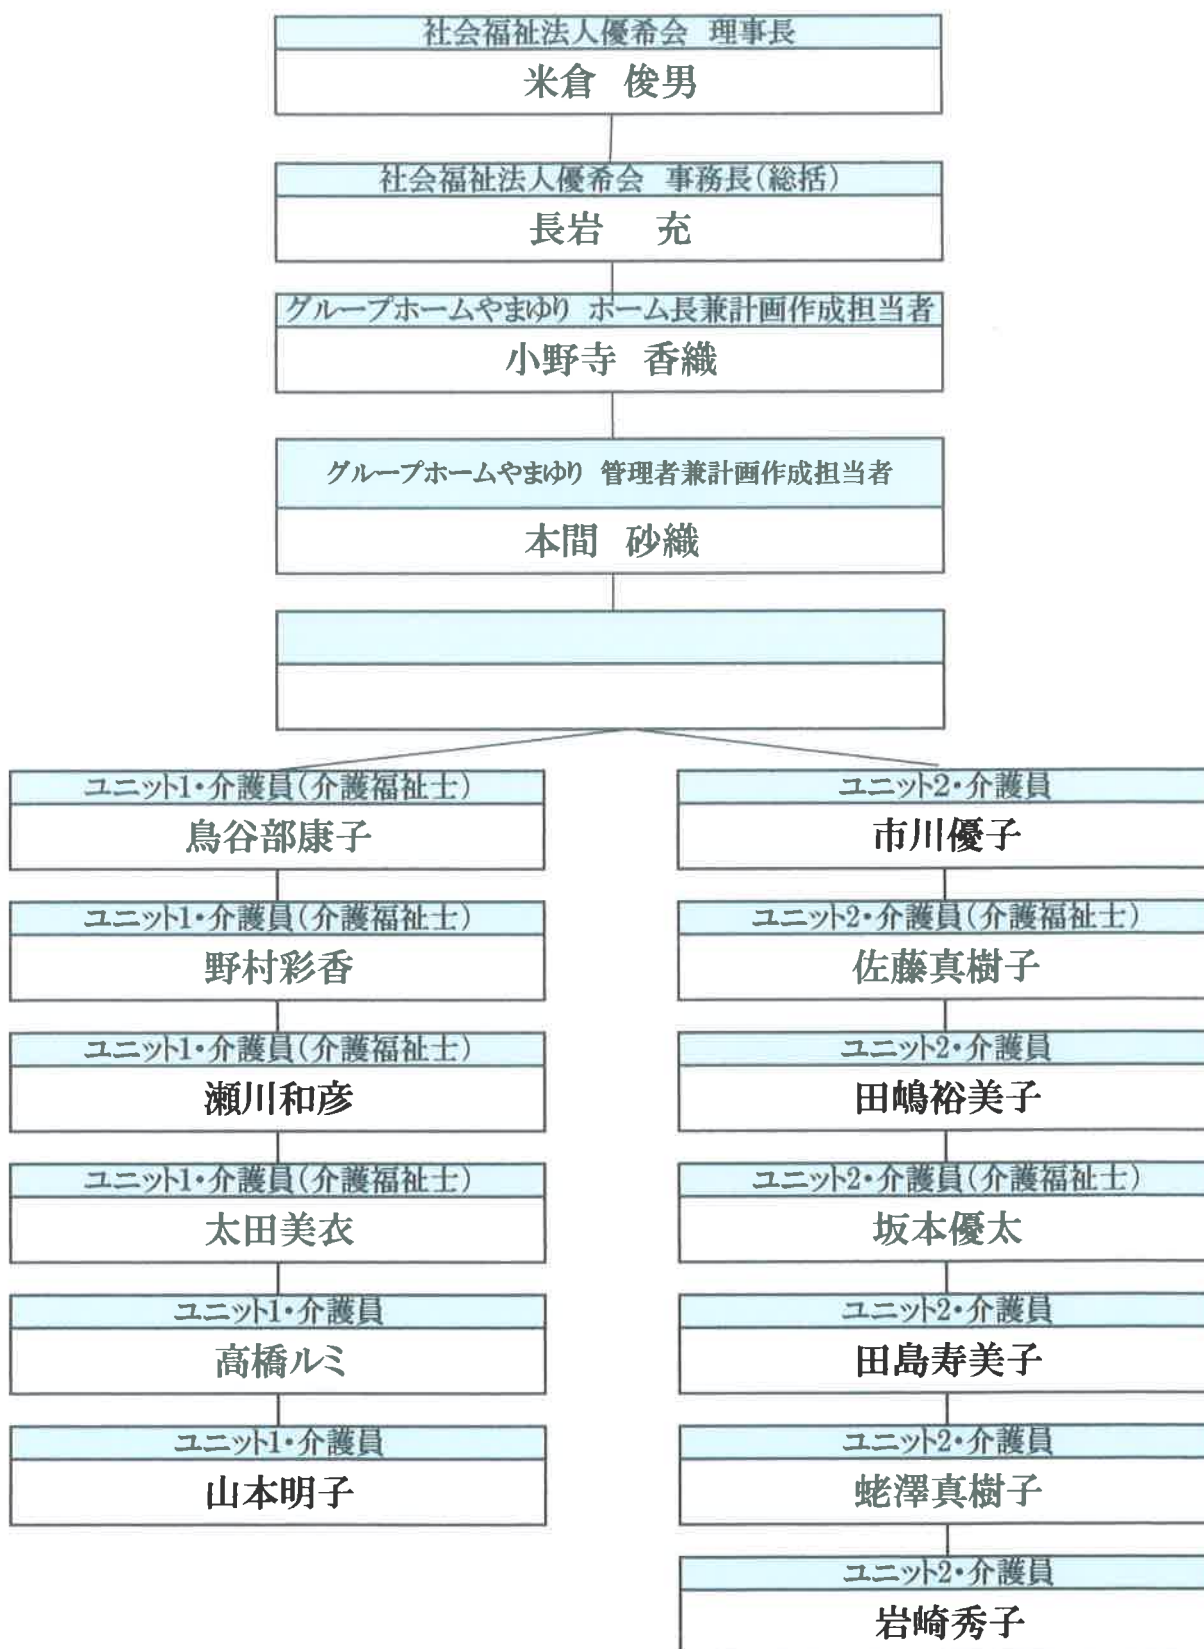 社会福祉法人優希会 理事長
米倉 俊男
社会福祉法人優希会 事務長(総括)
長岩 充
グループホームやまゆり ホーム長兼計画作成担当者
小野寺 香織
グループホームやまゆり 管理者兼計画作成担当者
本間 砂織
ユニット1・介護員(介護福祉士)
鳥谷部康子
ユニット1・介護員(介護福祉士)
野村彩香
ユニット1・介護員(介護福祉士)
瀬川和彦
ユニット1・介護員(介護福祉士)
太田美衣
ユニット1・介護員
高橋ルミ
ユニット1・介護員
山本明子
ユニット2・介護員
市川優子
ユニット2・介護員(介護福祉士)
佐藤真樹子
ユニット2・介護員
田嶋裕美子
ユニット2・介護員(介護福祉士)
坂本優太
ユニット2・介護員
田島寿美子
ユニット2・介護員
蛯澤真樹子
ユニット2・介護員
岩崎秀子